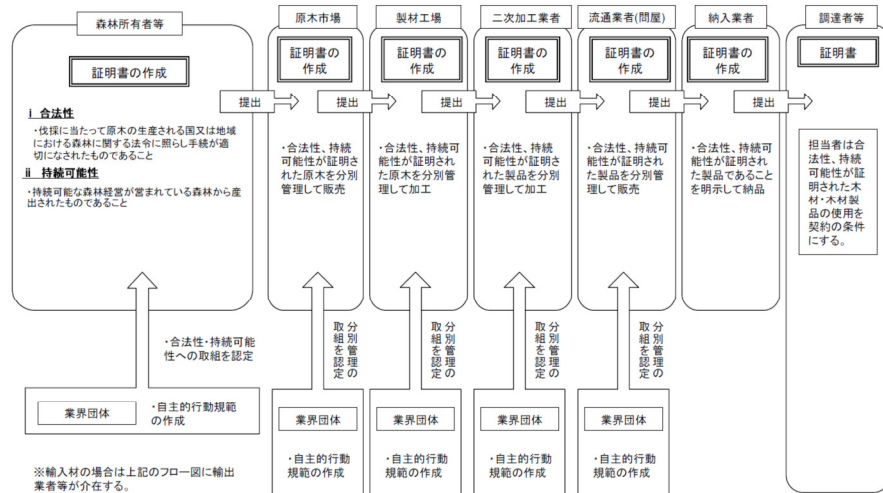 森林所有者等
証明書の作成
ⅰ 合法性
・伐採に当たって原木の生産される国又は地域
における森林に関する法令に照らし手続が適
切になされたものであること
ⅱ 持続可能性
・持続可能な森林経営が営まれている森林から産
出されたものであること
提出
原木市場
証明書の
作成
・合法性、持続
可能性が証明さ
れた原木を分別
管理して販売
提出
製材工場
証明書の
作成
・合法性、持続可
能性が証明され
た原木を分別管
理して加工
提出
二次加工業者
証明書の
作成
・合法性、持続可
能性が証明され
た製品を分別管
理して加工
提出
流通業者(問屋)
証明書の
作成
・合法性、持続可
能性が証明され
た製品を分別管
理して販売
提出
納入業者
証明書の
作成
・合法性、持続可
能性が証明され
た製品であること
を明示して納品
提出
調達者等
証明書
担当者は合
法性、持続
可能性が証
明された木
材・木材製
品の使用を
契約の条件
にする。
・合法性・持続可能
性への取組を認定
業界団体
・自主的行動規範
の作成
分別管理の
取組を認定
業界団体
・自主的行動
規範の作成
分別管理の
取組を認定
業界団体
・自主的行動
規範の作成
分別管理の
取組を認定
業界団体
・自主的行動
規範の作成
分別管理の
取組を認定
業界団体
・自主的行動
規範の作成
※輸入材の場合は上記のフロー図に輸出
業者等が介在する。